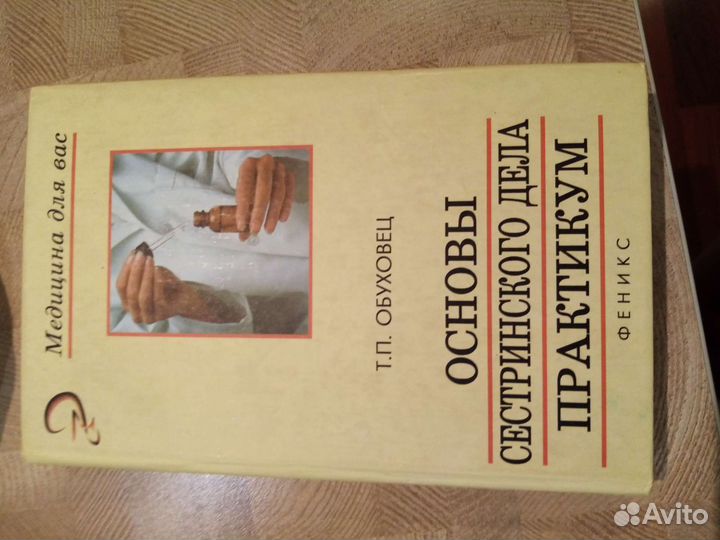 Медицина для вас
Т.П. ОБУХОВЕЦ
ОСНОВЫ
СЕСТРИНСКОГО ДЕЛА
ПРАКТИКУМ
ФЕНИКС
Avito